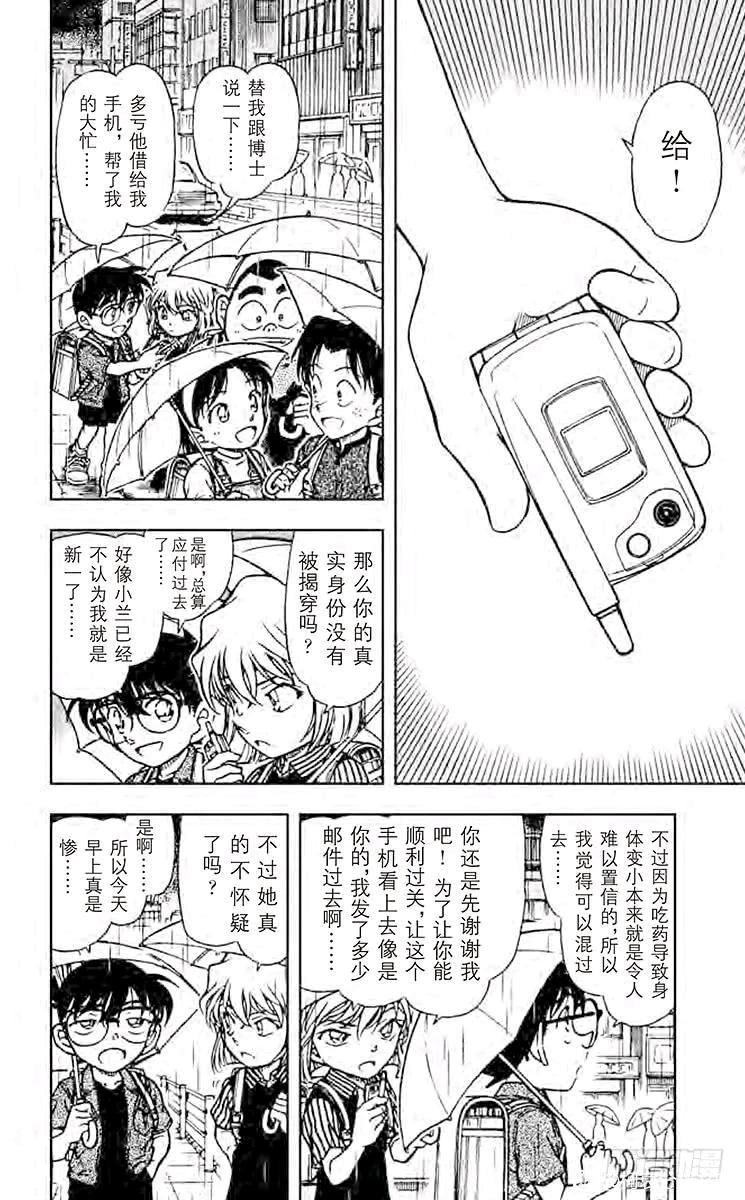 给！
替我跟博士
说一下……
多亏他借给我
手机，帮了我
的大忙……
那么你的真
实身份没有
被揭穿吗？
是啊，总算
应付过去
了……
好像小兰已经
不认为我就是
新一了……
不过因为吃药导致身
体变小本来就是令人
难以置信的，所以
我觉得可以混过
去……
你还是先谢谢我
吧！为了让你能
顺利过关，让这个
手机看上去像是
你的，我发了多少
邮件过去啊……
不过她真
的不怀疑
了吗？
是啊……
所以今天
早上真是
惨……